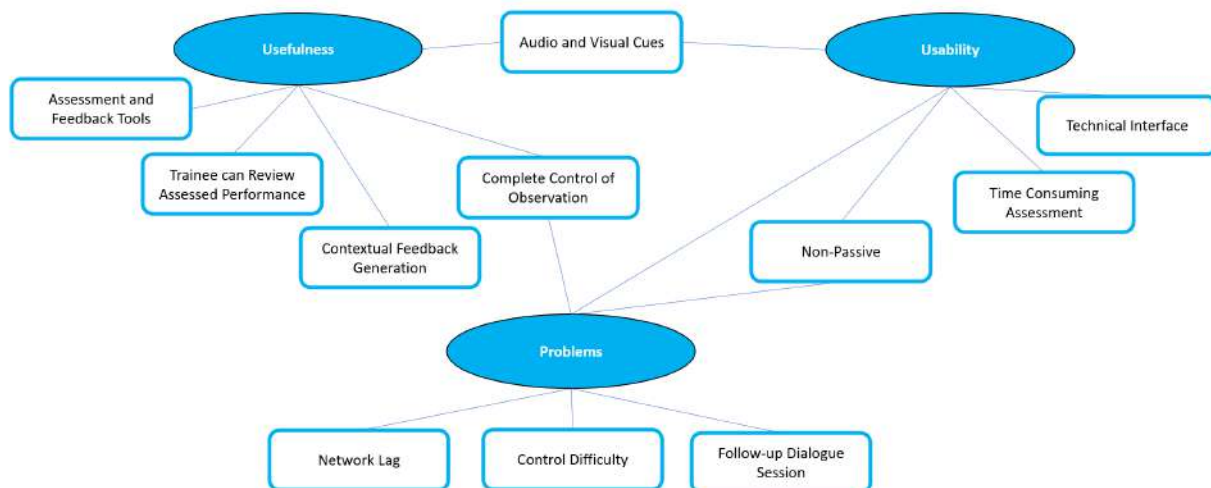 Usefulness
Audio and Visual Cues
Usability
Assessment and
Feedback Tools
Technical Interface
Trainee can Review
Assessed Performance
Complete Control of
Observation
Time Consuming
Assessment
Contextual Feedback
Generation
Non-Passive
Problems
Network Lag
Control Difficulty
Follow-up Dialogue
Session